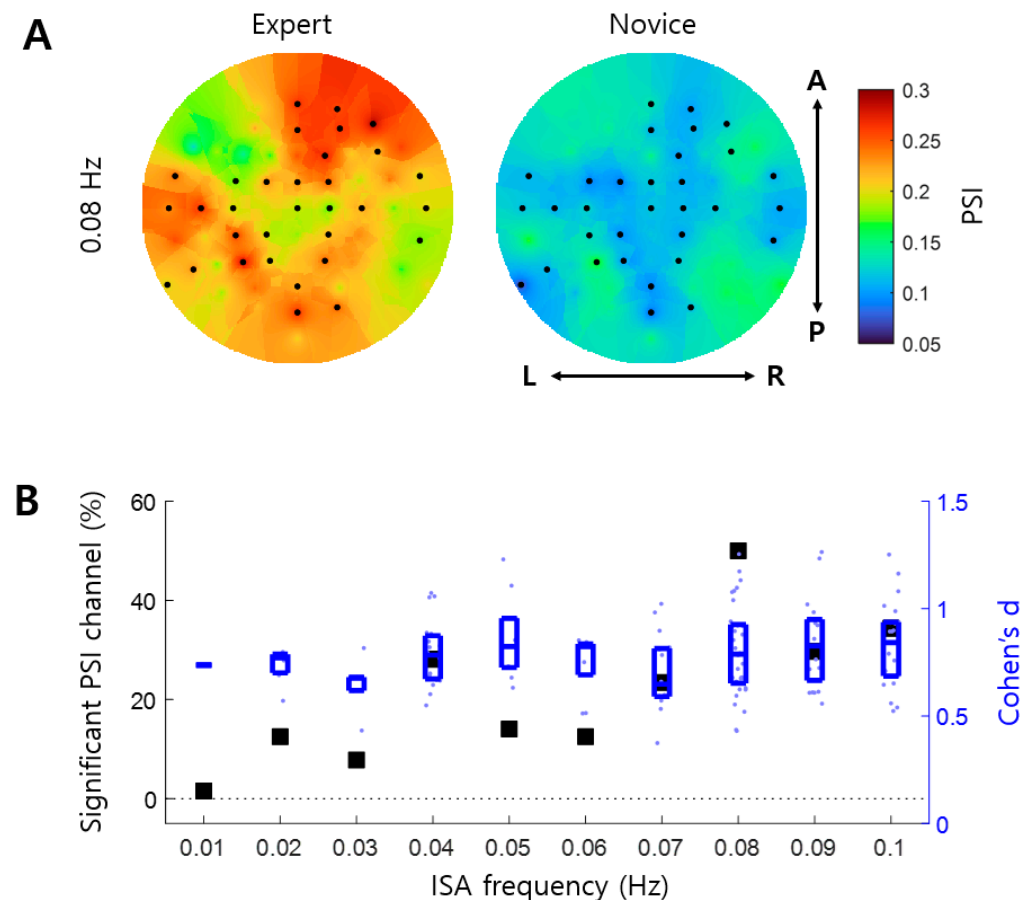 A
Expert
Novice
0.08 Hz
A
P
L
R
0.3
0.25
0.2
0.15
0.1
0.05
PSI
B
Significant PSI channel (%)
60
40
20
0
1.5
1
0.5
0
Cohen's d
0.01 0.02 0.03 0.04 0.05 0.06 0.07 0.08 0.09 0.1
ISA frequency (Hz)